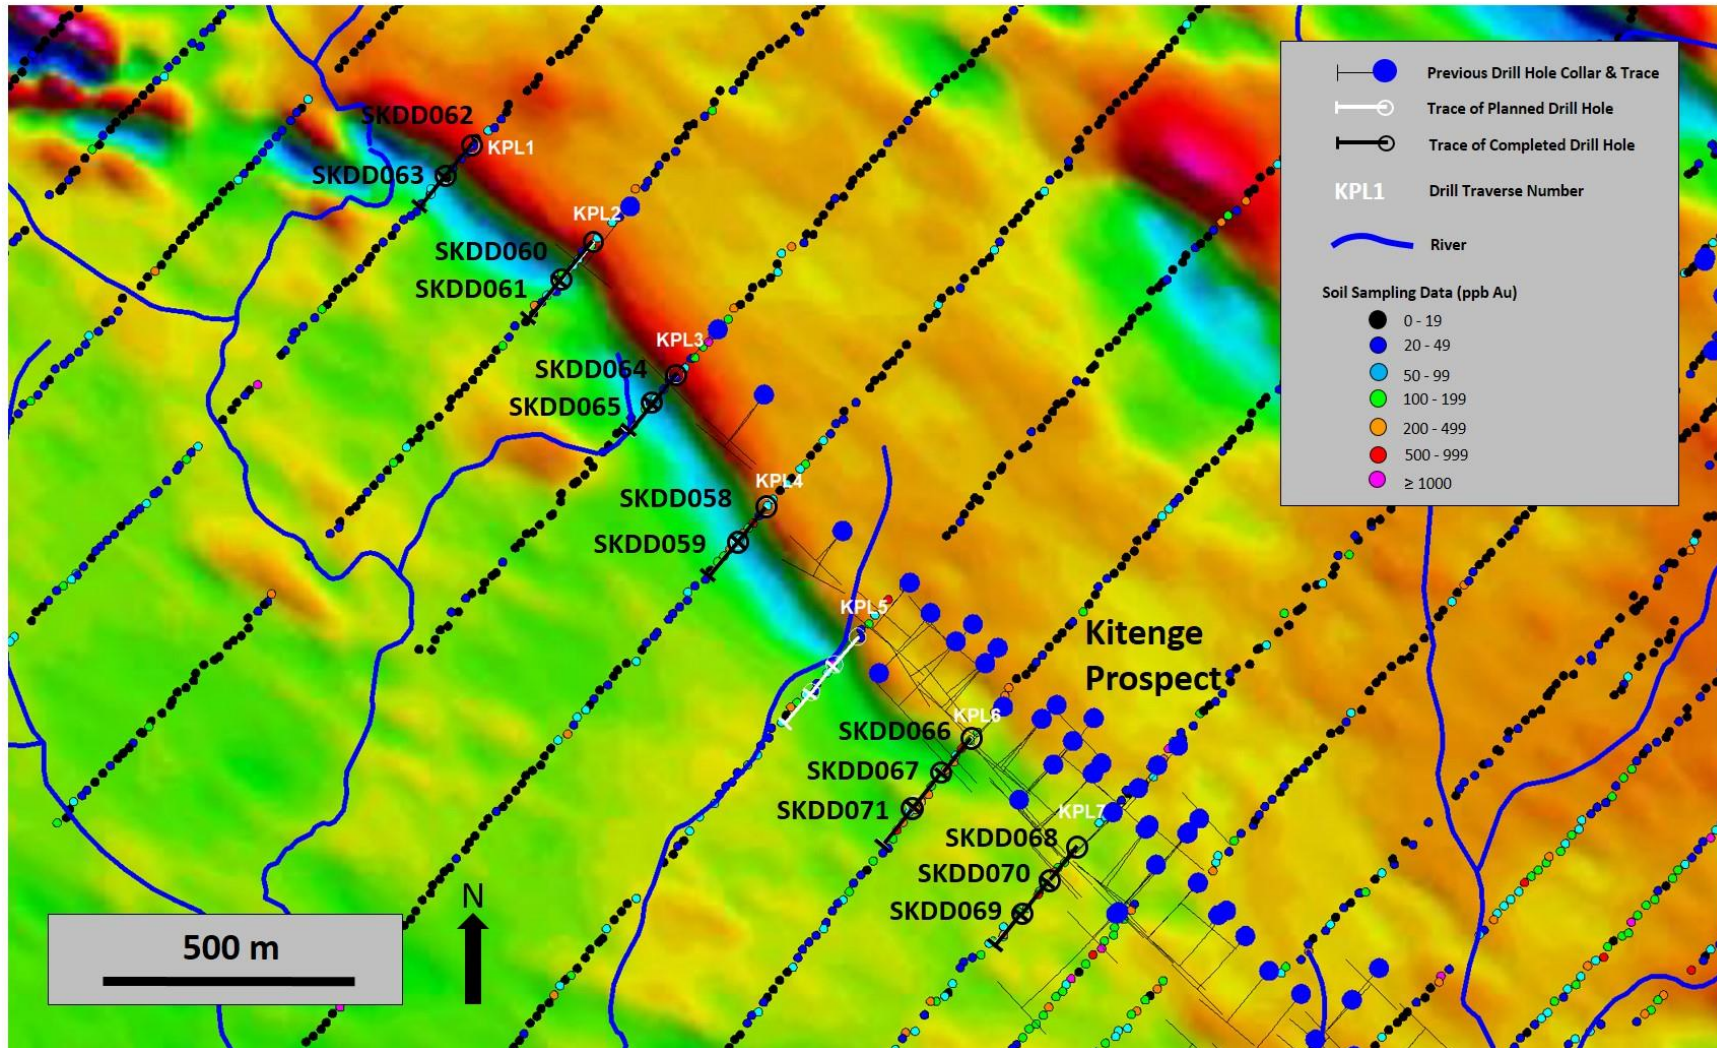 SKDD062
KPL1
SKDD063
KPL2
SKDD060
SKDD061
KPL3
SKDD064
SKDD065
KPL4
SKDD058
SKDD059
KPL5
Kitenge
Prospect
KPL6
SKDD066
SKDD067
SKDD071
KPL7
SKDD068
SKDD070
SKDD069
500 m
N
Previous Drill Hole Collar & Trace
Trace of Planned Drill Hole
Trace of Completed Drill Hole
KPL1 Drill Traverse Number
River
Soil Sampling Data (ppb Au)
0 - 19
20 - 49
50 - 99
100 - 199
200 - 499
500 - 999
≥ 1000